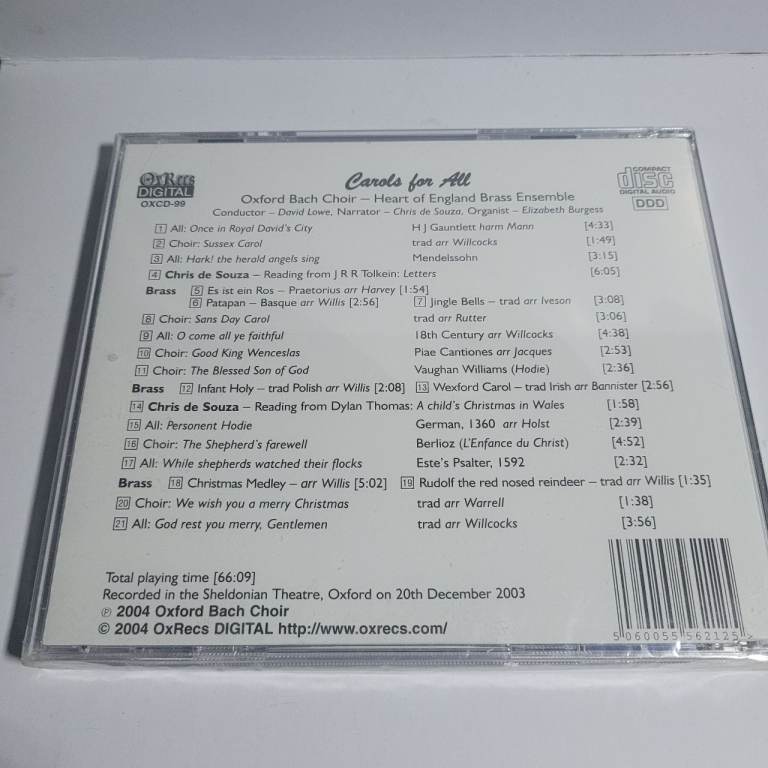 OxRecs
DIGITAL
OXCD-99
Carols for All
COMPACT
disc
DIGITAL AUDIO
DDD
Oxford Bach Choir – Heart of England Brass Ensemble
Conductor – David Lowe, Narrator – Chris de Souza, Organist – Elizabeth Burgess
1 All: Once in Royal David's City H J Gauntlett harm Mann [4:33]
2 Choir: Sussex Carol trad arr Willcocks [1:49]
3 All: Hark! the herald angels sing Mendelssohn [3:15]
4 Chris de Souza – Reading from J R R Tolkein: Letters [6:05]
Brass 5 Es ist ein Ros – Praetorius arr Harvey [1:54]
6 Patapan – Basque arr Willis [2:56] 7 Jingle Bells – trad arr Iveson [3:08]
8 Choir: Sans Day Carol trad arr Rutter [3:06]
9 All: O come all ye faithful 18th Century arr Willcocks [4:38]
10 Choir: Good King Wenceslas Piae Cantiones arr Jacques [2:53]
11 Choir: The Blessed Son of God Vaughan Williams (Hodie) [2:36]
Brass 12 Infant Holy – trad Polish arr Willis [2:08] 13 Wexford Carol – trad Irish arr Bannister [2:56]
14 Chris de Souza – Reading from Dylan Thomas: A child's Christmas in Wales [1:58]
15 All: Personent Hodie German, 1360 arr Holst [2:39]
16 Choir: The Shepherd's farewell Berlioz (L'Enfance du Christ) [4:52]
17 All: While shepherds watched their flocks Este's Psalter, 1592 [2:32]
Brass 18 Christmas Medley – arr Willis [5:02] 19 Rudolf the red nosed reindeer – trad arr Willis [1:35]
20 Choir: We wish you a merry Christmas trad arr Warrell [1:38]
21 All: God rest you merry, Gentlemen trad arr Willcocks [3:56]
Total playing time [66:09]
Recorded in the Sheldonian Theatre, Oxford on 20th December 2003
℗ 2004 Oxford Bach Choir
© 2004 OxRecs DIGITAL http://www.oxrecs.com/
5 060055 562125 >